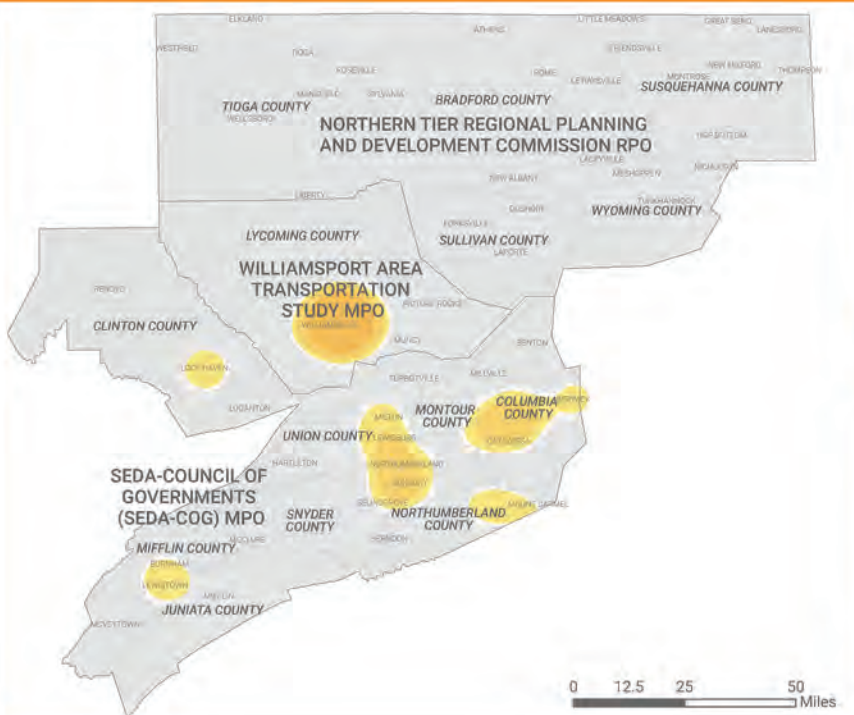 ELKLAND
LITTLE MEADOWS
GREAT BEND
LANESBORO
ATHENS
WESTFIELD
TIOGA
FRIENDSVILLE
ROSEVILLE
ROME
NEW MILFORD
THOMPSON
LERAYSVILLE
MONTROSE
SUSQUEHANNA COUNTY
MANSFIELD
SYLVANIA
BRADFORD COUNTY
TIOGA COUNTY
WELLSBORO
NORTHERN TIER REGIONAL PLANNING
AND DEVELOPMENT COMMISSION RPO
HOP BOTTOM
LACEYVILLE
MESHOPPEN
NICHOLSON
NEW ALBANY
LIBERTY
TUNKHANNOCK
DUSHORE
WYOMING COUNTY
FORKSVILLE
LYCOMING COUNTY
SULLIVAN COUNTY
LAPORTE
WILLIAMSPORT AREA
TRANSPORTATION
STUDY MPO
RENOVO
PICTURE ROCKS
CLINTON COUNTY
WILLIAMSPORT
MUNCY
BENTON
LOCK HAVEN
TURBOTVILLE
MILLVILLE
LOGANTON
COLUMBIA
COUNTY
BERWICK
MONTOUR
COUNTY
MILTON
UNION COUNTY
LEWISBURG
HARTLETON
NORTHUMBERLAND
SEDA-COUNCIL OF
GOVERNMENTS
(SEDA-COG) MPO
SUNBURY
SELINSGROVE
MOUNT CARMEL
SNYDER
COUNTY
NORTHUMBERLAND
COUNTY
MCCLURE
HERNDON
MIFFLIN COUNTY
BURNHAM
LEWISTOWN
MIFFLIN
JUNIATA COUNTY
0 12.5 25 50
Miles